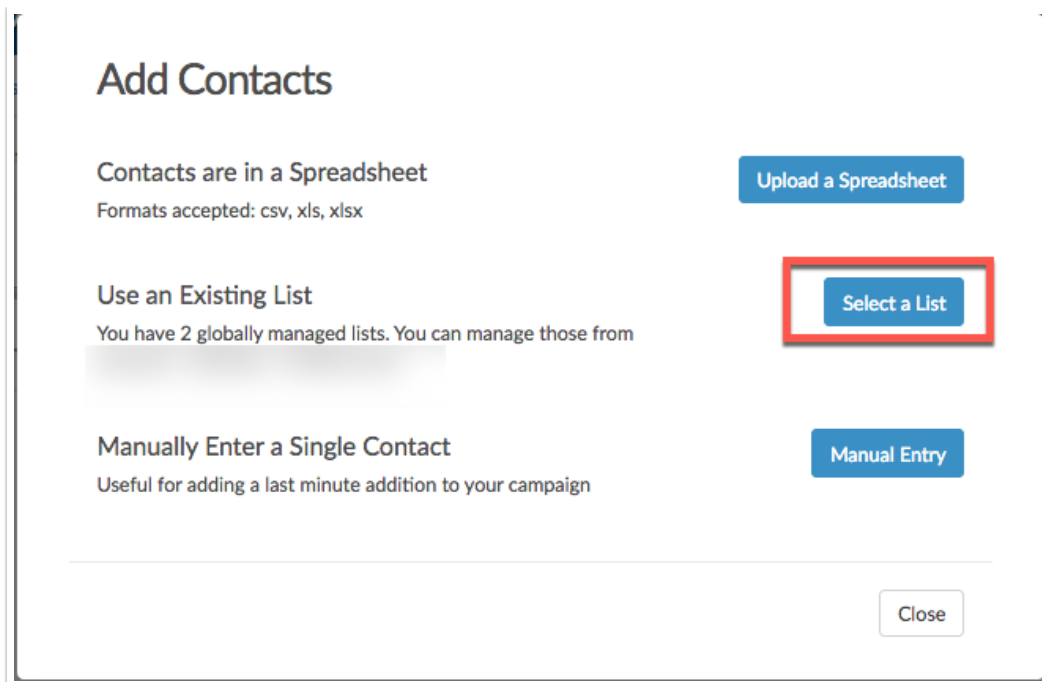 Add Contacts
Contacts are in a Spreadsheet
Upload a Spreadsheet
Formats accepted: csv, xls, xlsx
Use an Existing List
Select a List
You have 2 globally managed lists. You can manage those from
Manually Enter a Single Contact
Manual Entry
Useful for adding a last minute addition to your campaign
Close